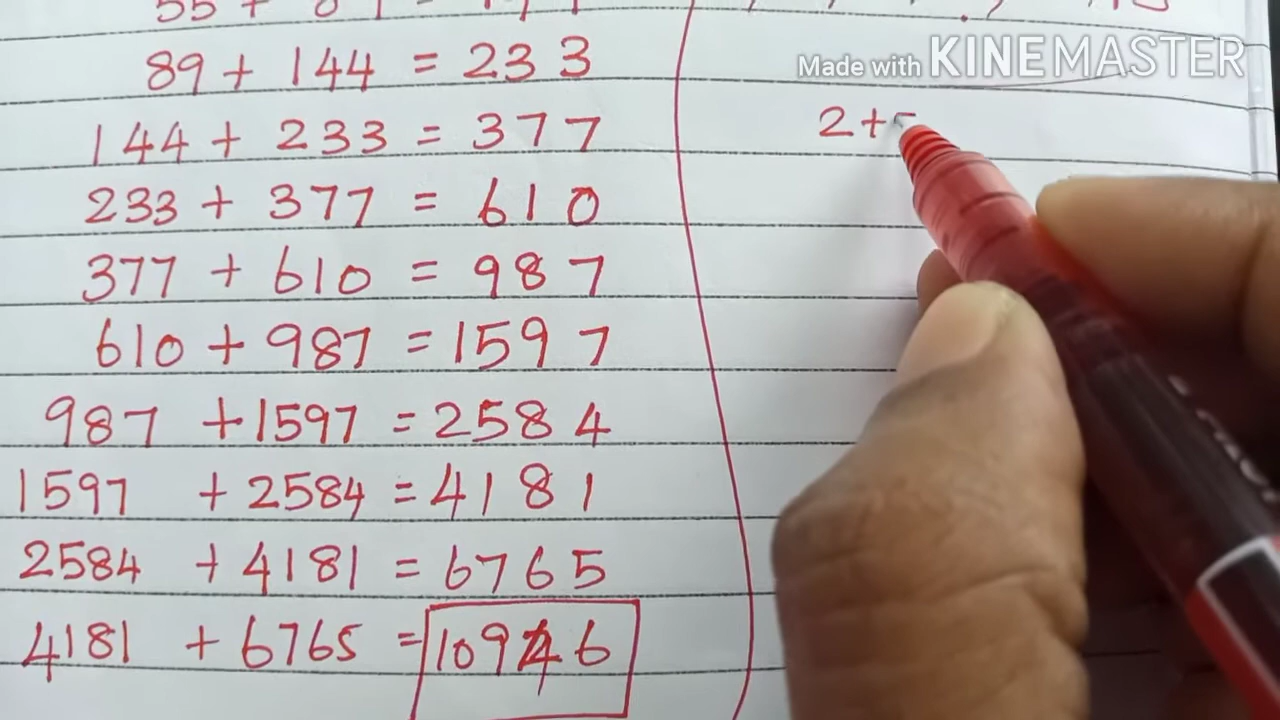 89 + 144 = 233
144 + 233 = 377
233 + 377 = 610
377 + 610 = 987
610 + 987 = 1597
987 + 1597 = 2584
1597 + 2584 = 4181
2584 + 4181 = 6765
4181 + 6765 = 10946
Made with KINEMASTER
2 +